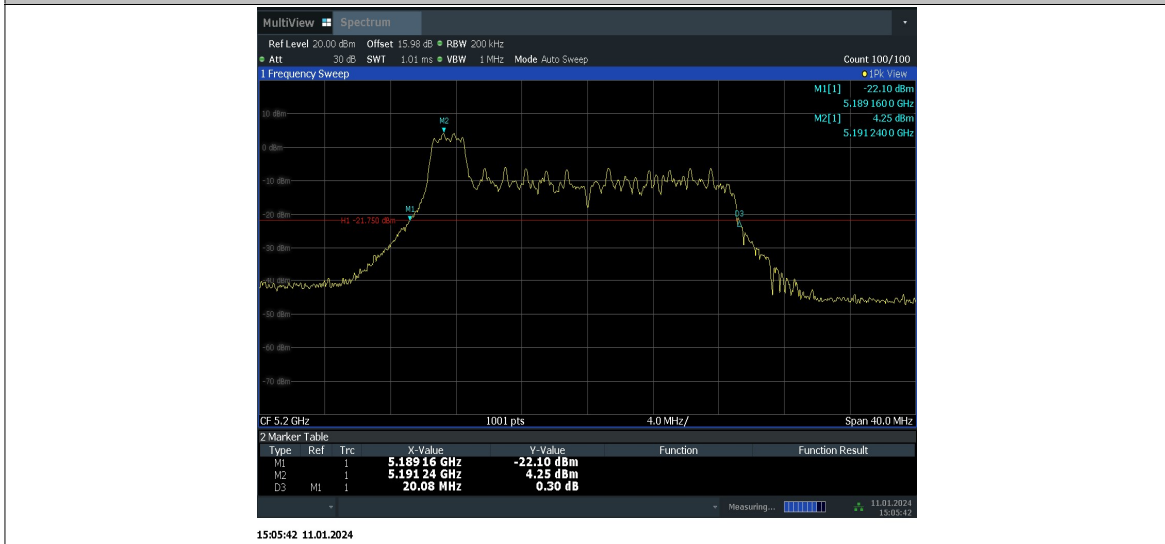 MultiView Spectrum
Ref Level 20.00 dBm Offset 15.98 dB RBW 200 kHz
Att 30 dB SWT 1.01 ms VBW 1 MHz Mode Auto Sweep Count 100/100
1 Frequency Sweep 1Pk View
M1[1] -22.10 dBm
5.189 160 0 GHz
M2[1] 4.25 dBm
5.191 240 0 GHz
10 dBm
M2
0 dBm
-10 dBm
M1
-20 dBm
D3
H1 -21.750 dBm
-30 dBm
-40 dBm
-50 dBm
-60 dBm
-70 dBm
CF 5.2 GHz 1001 pts 4.0 MHz/ Span 40.0 MHz
2 Marker Table
Type Ref Trc X-Value Y-Value Function Function Result
M1 1 5.189 16 GHz -22.10 dBm
M2 1 5.191 24 GHz 4.25 dBm
D3 M1 1 20.08 MHz 0.30 dB
Measuring... 11.01.2024
15:05:42
15:05:42 11.01.2024